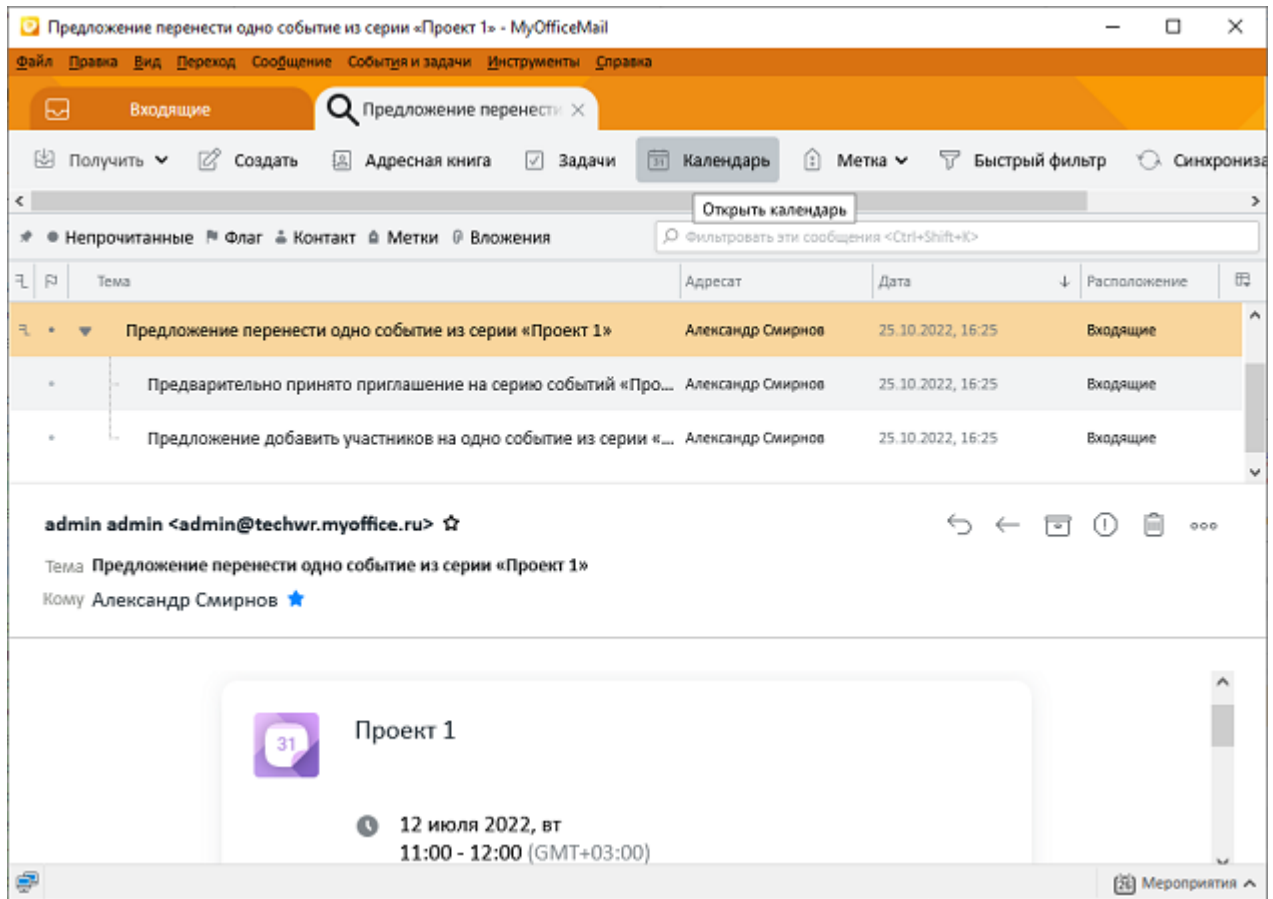 Предложение перенести одно событие из серии «Проект 1» - MyOfficeMail
Файл Правка Вид Переход Сообщение События и задачи Инструменты Справка
Входящие Предложение перенести
Получить Создать Адресная книга Задачи 31 Календарь Метка Быстрый фильтр Синхрониза
Открыть календарь
Непрочитанные Флаг Контакт Метки Вложения Фильтровать эти сообщения <Ctrl+Shift+K>
Тема Адресат Дата Расположение
Предложение перенести одно событие из серии «Проект 1» Александр Смирнов 25.10.2022, 16:25 Входящие
Предварительно принято приглашение на серию событий «Про... Александр Смирнов 25.10.2022, 16:25 Входящие
Предложение добавить участников на одно событие из серии «... Александр Смирнов 25.10.2022, 16:25 Входящие
admin admin <admin@techwr.myoffice.ru>
Тема Предложение перенести одно событие из серии «Проект 1»
Кому Александр Смирнов
31 Проект 1
12 июля 2022, вт
11:00 - 12:00 (GMT+03:00)
26 Мероприятия